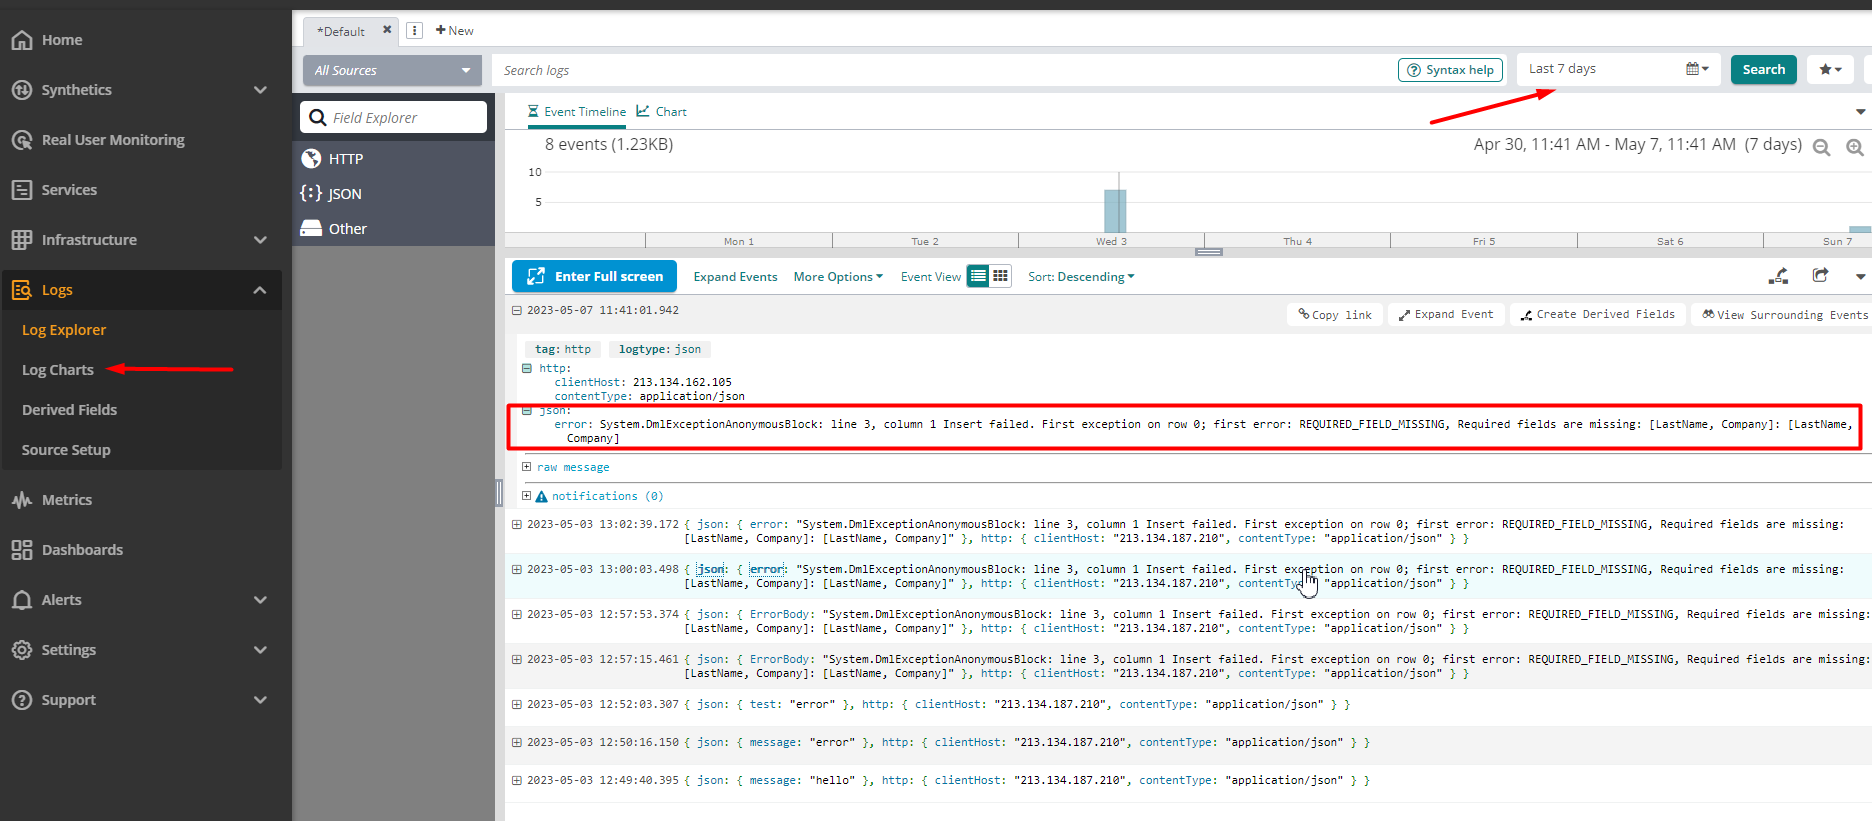 Home
Synthetics
Real User Monitoring
Services
Infrastructure
Logs
Log Explorer
Log Charts
Derived Fields
Source Setup
Metrics
Dashboards
Alerts
Settings
Support
*Default
New
All Sources
Search logs
Syntax help
Last 7 days
Search
Field Explorer
HTTP
JSON
Other
Event Timeline
Chart
8 events (1.23KB)
Apr 30, 11:41 AM - May 7, 11:41 AM (7 days)
10
5
Mon 1
Tue 2
Wed 3
Thu 4
Fri 5
Sat 6
Sun 7
Enter Full screen
Expand Events
More Options
Event View
Sort: Descending
2023-05-07 11:41:01.942
Copy link
Expand Event
Create Derived Fields
View Surrounding Events
tag: http
logtype: json
http:
clientHost: 213.134.162.105
contentType: application/json
json:
error: System.DmlExceptionAnonymousBlock: line 3, column 1 Insert failed. First exception on row 0; first error: REQUIRED_FIELD_MISSING, Required fields are missing: [LastName, Company]: [LastName,
Company]
raw message
notifications (0)
2023-05-03 13:02:39.172 { json: { error: "System.DmlExceptionAnonymousBlock: line 3, column 1 Insert failed. First exception on row 0; first error: REQUIRED_FIELD_MISSING, Required fields are missing:
[LastName, Company]: [LastName, Company]" }, http: { clientHost: "213.134.187.210", contentType: "application/json" } }
2023-05-03 13:00:03.498 { json: { error: "System.DmlExceptionAnonymousBlock: line 3, column 1 Insert failed. First exception on row 0; first error: REQUIRED_FIELD_MISSING, Required fields are missing:
[LastName, Company]: [LastName, Company]" }, http: { clientHost: "213.134.187.210", contentTy "application/json" } }
2023-05-03 12:57:53.374 { json: { ErrorBody: "System.DmlExceptionAnonymousBlock: line 3, column 1 Insert failed. First exception on row 0; first error: REQUIRED_FIELD_MISSING, Required fields are missing:
[LastName, Company]: [LastName, Company]" }, http: { clientHost: "213.134.187.210", contentType: "application/json" } }
2023-05-03 12:57:15.461 { json: { ErrorBody: "System.DmlExceptionAnonymousBlock: line 3, column 1 Insert failed. First exception on row 0; first error: REQUIRED_FIELD_MISSING, Required fields are missing:
[LastName, Company]: [LastName, Company]" }, http: { clientHost: "213.134.187.210", contentType: "application/json" } }
2023-05-03 12:52:03.307 { json: { test: "error" }, http: { clientHost: "213.134.187.210", contentType: "application/json" } }
2023-05-03 12:50:16.150 { json: { message: "error" }, http: { clientHost: "213.134.187.210", contentType: "application/json" } }
2023-05-03 12:49:40.395 { json: { message: "hello" }, http: { clientHost: "213.134.187.210", contentType: "application/json" } }